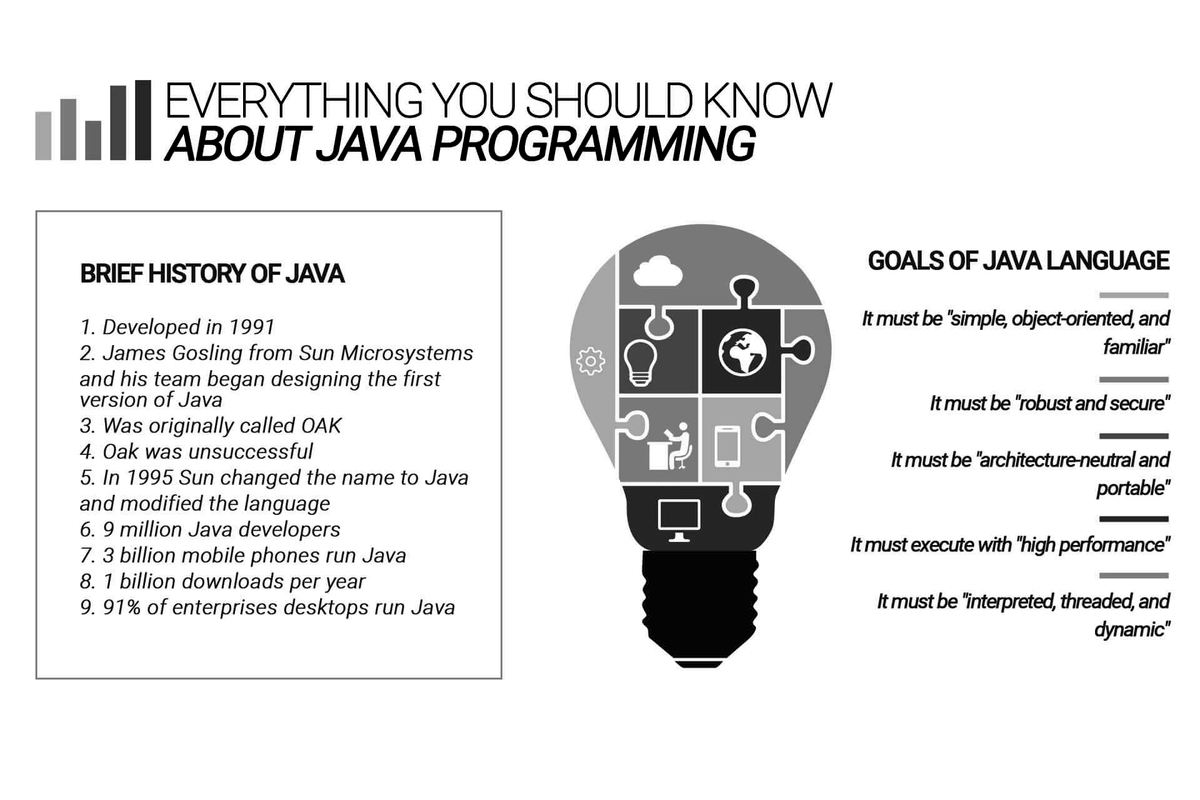 EVERYTHING YOU SHOULD KNOW
ABOUT JAVA PROGRAMMING
BRIEF HISTORY OF JAVA
1. Developed in 1991
2. James Gosling from Sun Microsystems
and his team began designing the first
version of Java
3. Was originally called OAK
4. Oak was unsuccessful
5. In 1995 Sun changed the name to Java
and modified the language
6. 9 million Java developers
7. 3 billion mobile phones run Java
8. 1 billion downloads per year
9. 91% of enterprises desktops run Java
GOALS OF JAVA LANGUAGE
It must be "simple, object-oriented, and
familiar"
It must be "robust and secure"
It must be "architecture-neutral and
portable"
It must execute with "high performance"
It must be "interpreted, threaded, and
dynamic"